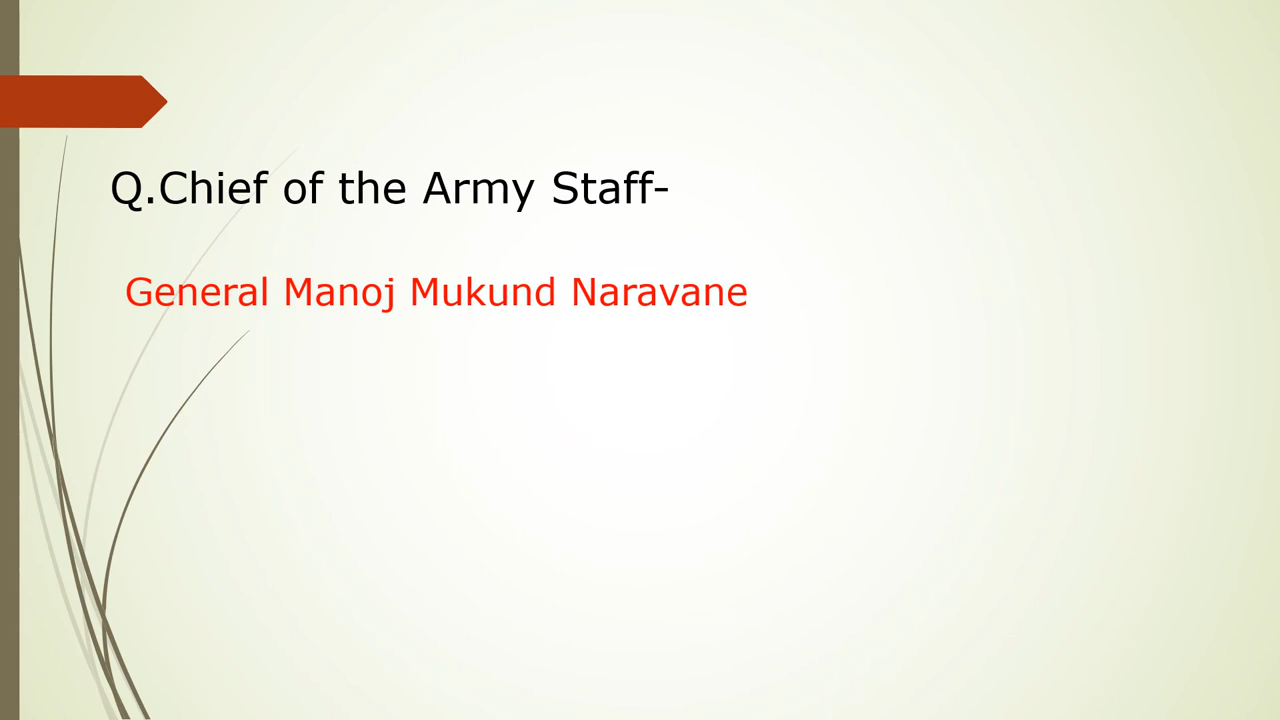 Q.Chief of the Army Staff-
General Manoj Mukund Naravane